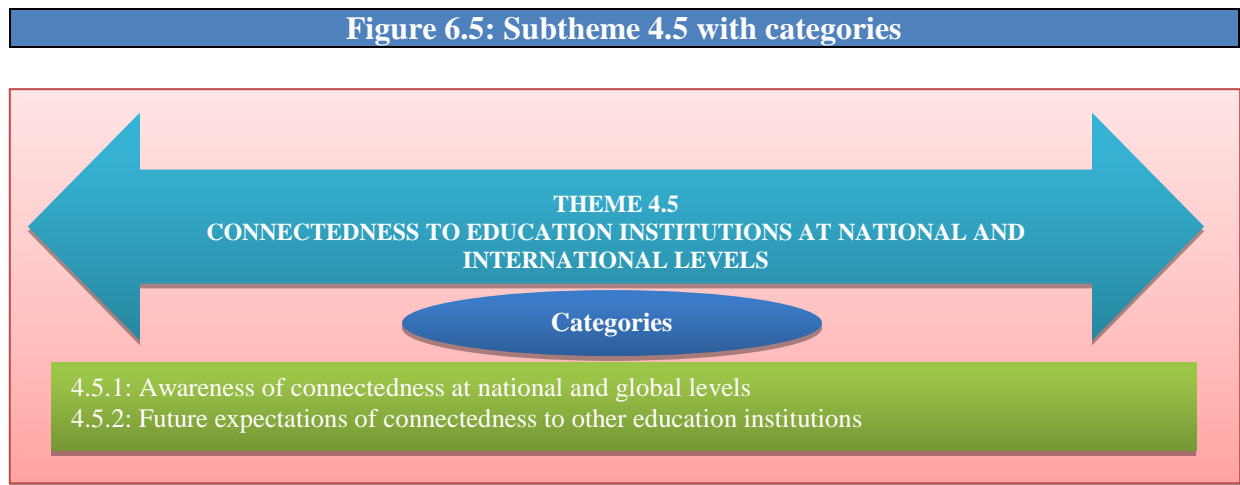 Figure 6.5: Subtheme 4.5 with categories
THEME 4.5
CONNECTEDNESS TO EDUCATION INSTITUTIONS AT NATIONAL AND
INTERNATIONAL LEVELS
Categories
4.5.1: Awareness of connectedness at national and global levels
4.5.2: Future expectations of connectedness to other education institutions